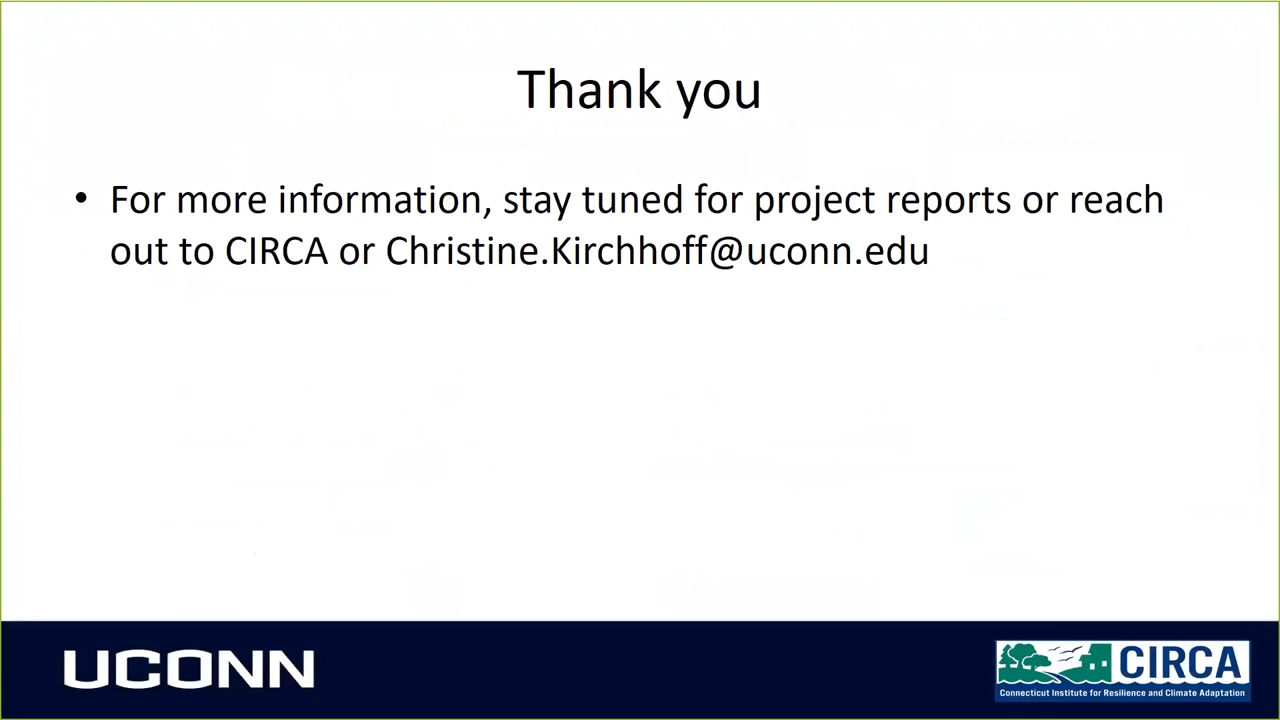 Thank you
• For more information, stay tuned for project reports or reach
out to CIRCA or Christine.Kirchhoff@uconn.edu
UCONN
CIRCA
Connecticut Institute for Resilience and Climate Adaptation